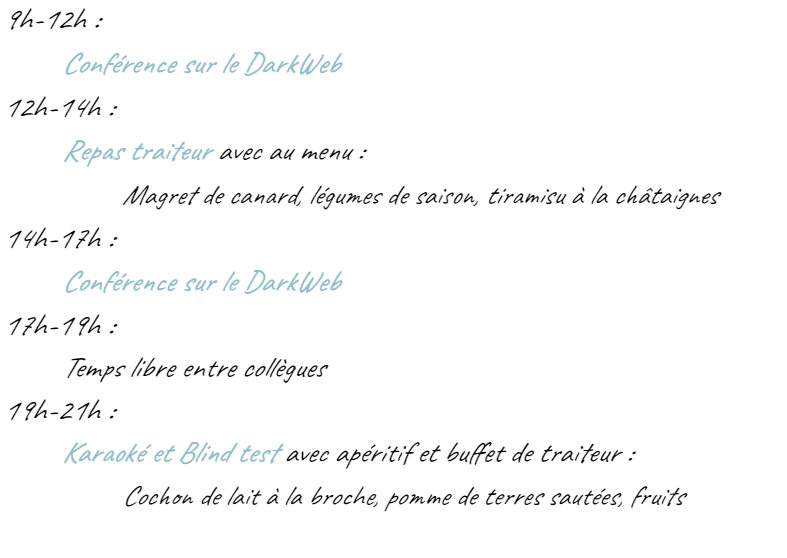 9h-12h :
Conférence sur le DarkWeb
12h-14h :
Repas traiteur avec au menu :
Magret de canard, légumes de saison, tiramisu à la châtaignes
14h-17h :
Conférence sur le DarkWeb
17h-19h :
Temps libre entre collègues
19h-21h :
Karaoké et Blind test avec apéritif et buffet de traiteur :
Cochon de lait à la broche, pomme de terres sautées, fruits